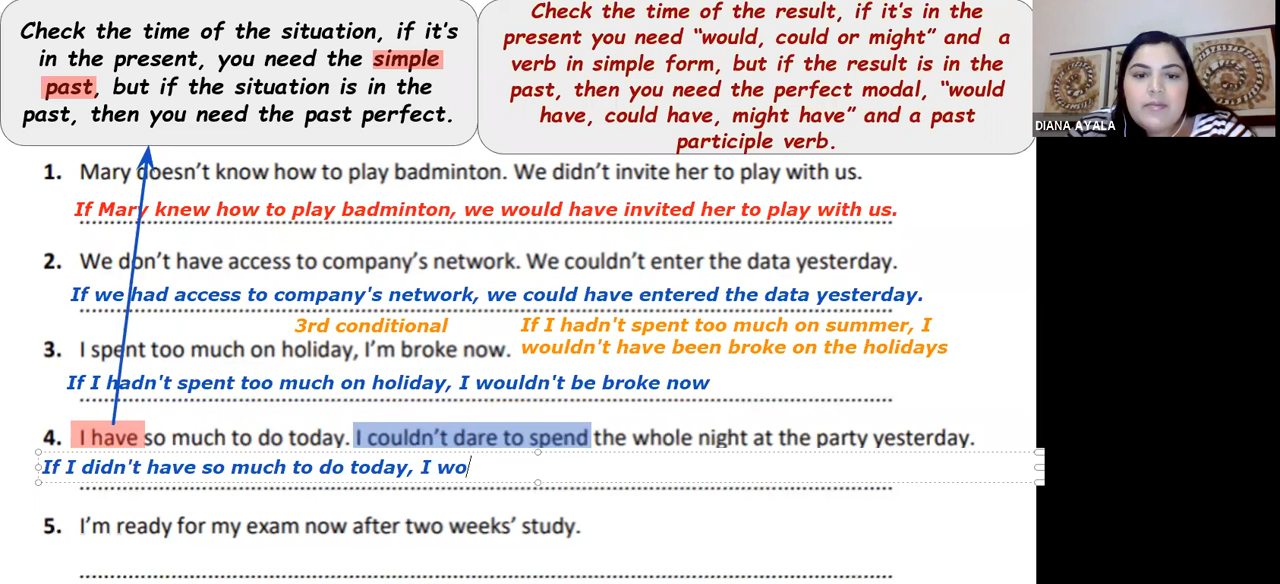 Check the time of the situation, if it's
in the present, you need the simple
past, but if the situation is in the
past, then you need the past perfect.
Check the time of the result, if it's in the
present you need “would, could or might” and a
verb in simple form, but if the result is in the
past, then you need the perfect modal, “would
have, could have, might have” and a past
participle verb.
DIANA AYALA
1. Mary doesn’t know how to play badminton. We didn’t invite her to play with us.
If Mary knew how to play badminton, we would have invited her to play with us.
2. We don’t have access to company’s network. We couldn’t enter the data yesterday.
If we had access to company's network, we could have entered the data yesterday.
3rd conditional
If I hadn't spent too much on summer, I
wouldn't have been broke on the holidays
3. I spent too much on holiday, I’m broke now.
If I hadn't spent too much on holiday, I wouldn't be broke now
4. I have so much to do today. I couldn’t dare to spend the whole night at the party yesterday.
If I didn't have so much to do today, I wo
5. I’m ready for my exam now after two weeks’ study.